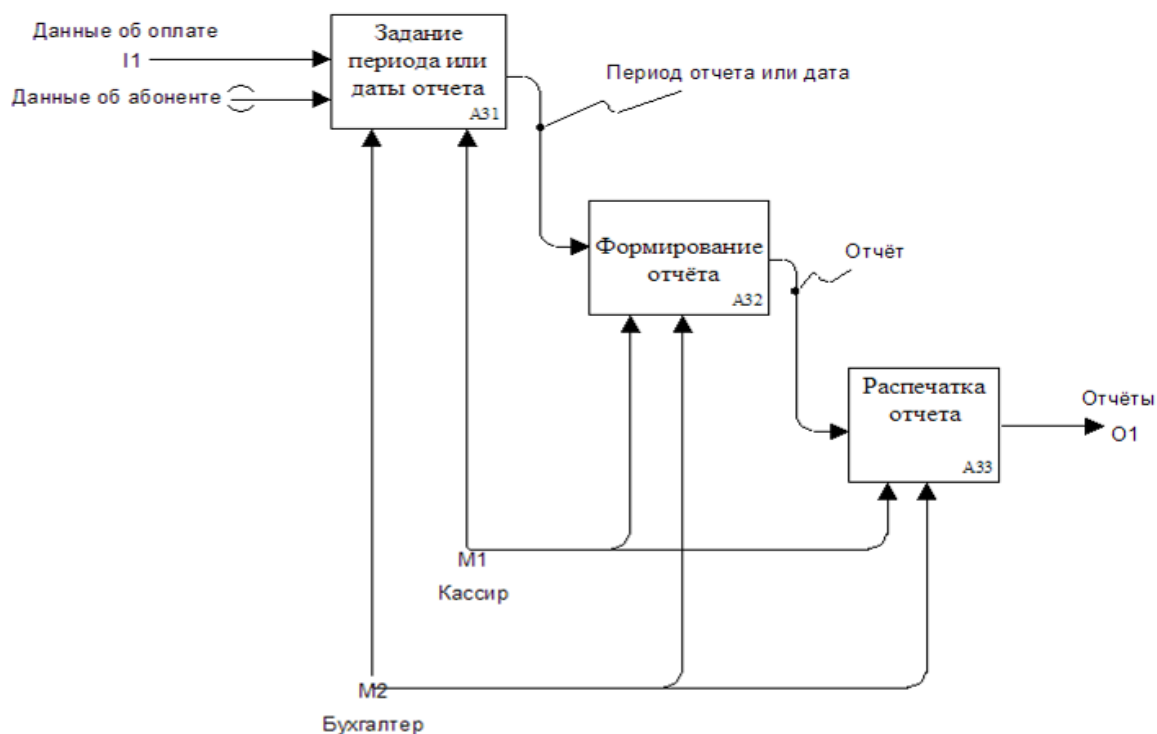 Данные об оплате
I1
Данные об абоненте
Задание
периода или
даты отчета
A31
Период отчета или дата
Формирование
отчёта
A32
Отчёт
Распечатка
отчета
A33
Отчёты
O1
M1
Кассир
M2
Бухгалтер